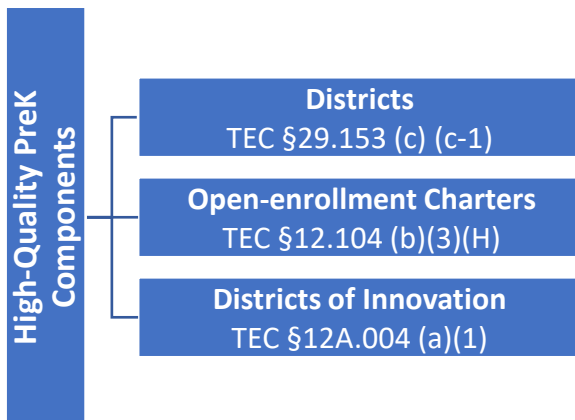 High-Quality PreK
Components
Districts
TEC §29.153 (c) (c-1)
Open-enrollment Charters
TEC §12.104 (b)(3)(H)
Districts of Innovation
TEC §12A.004 (a)(1)